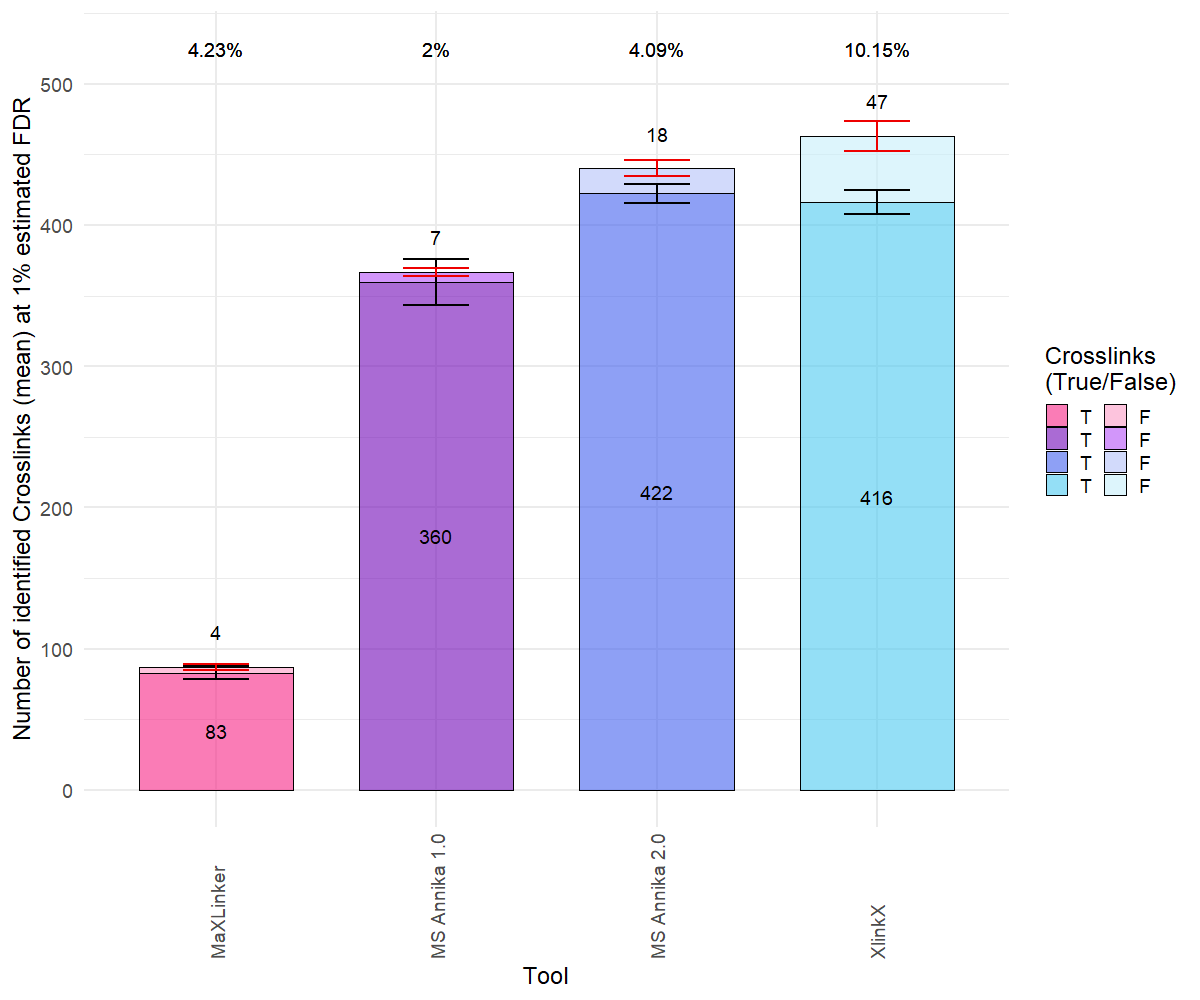 4.23%
2%
4.09%
10.15%
Number of identified Crosslinks (mean) at 1% estimated FDR
500
400
300
200
100
0
4
83
7
360
18
422
47
416
MaXLinker
MS Annika 1.0
MS Annika 2.0
XlinkX
Tool
Crosslinks
(True/False)
T F
T F
T F
T F